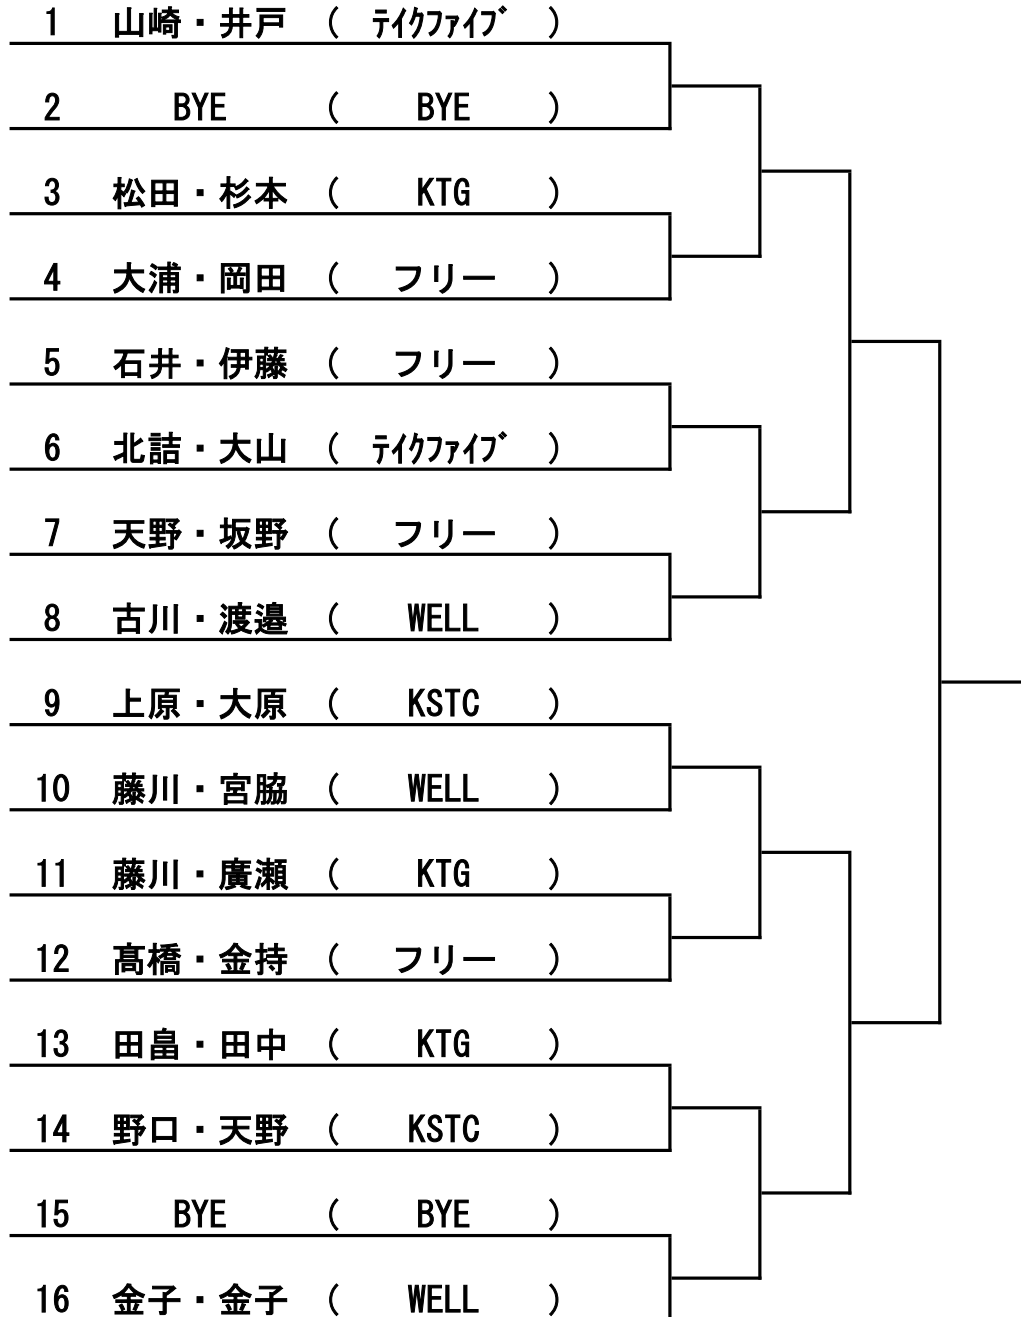 1 山崎・井戸 ( ﾃｲｸﾌｧｲﾌﾞ )
2 BYE ( BYE )
3 松田・杉本 ( KTG )
4 大浦・岡田 ( フリー )
5 石井・伊藤 ( フリー )
6 北詰・大山 ( ﾃｲｸﾌｧｲﾌﾞ )
7 天野・坂野 ( フリー )
8 古川・渡邉 ( WELL )
9 上原・大原 ( KSTC )
10 藤川・宮脇 ( WELL )
11 藤川・廣瀬 ( KTG )
12 髙橋・金持 ( フリー )
13 田畠・田中 ( KTG )
14 野口・天野 ( KSTC )
15 BYE ( BYE )
16 金子・金子 ( WELL )